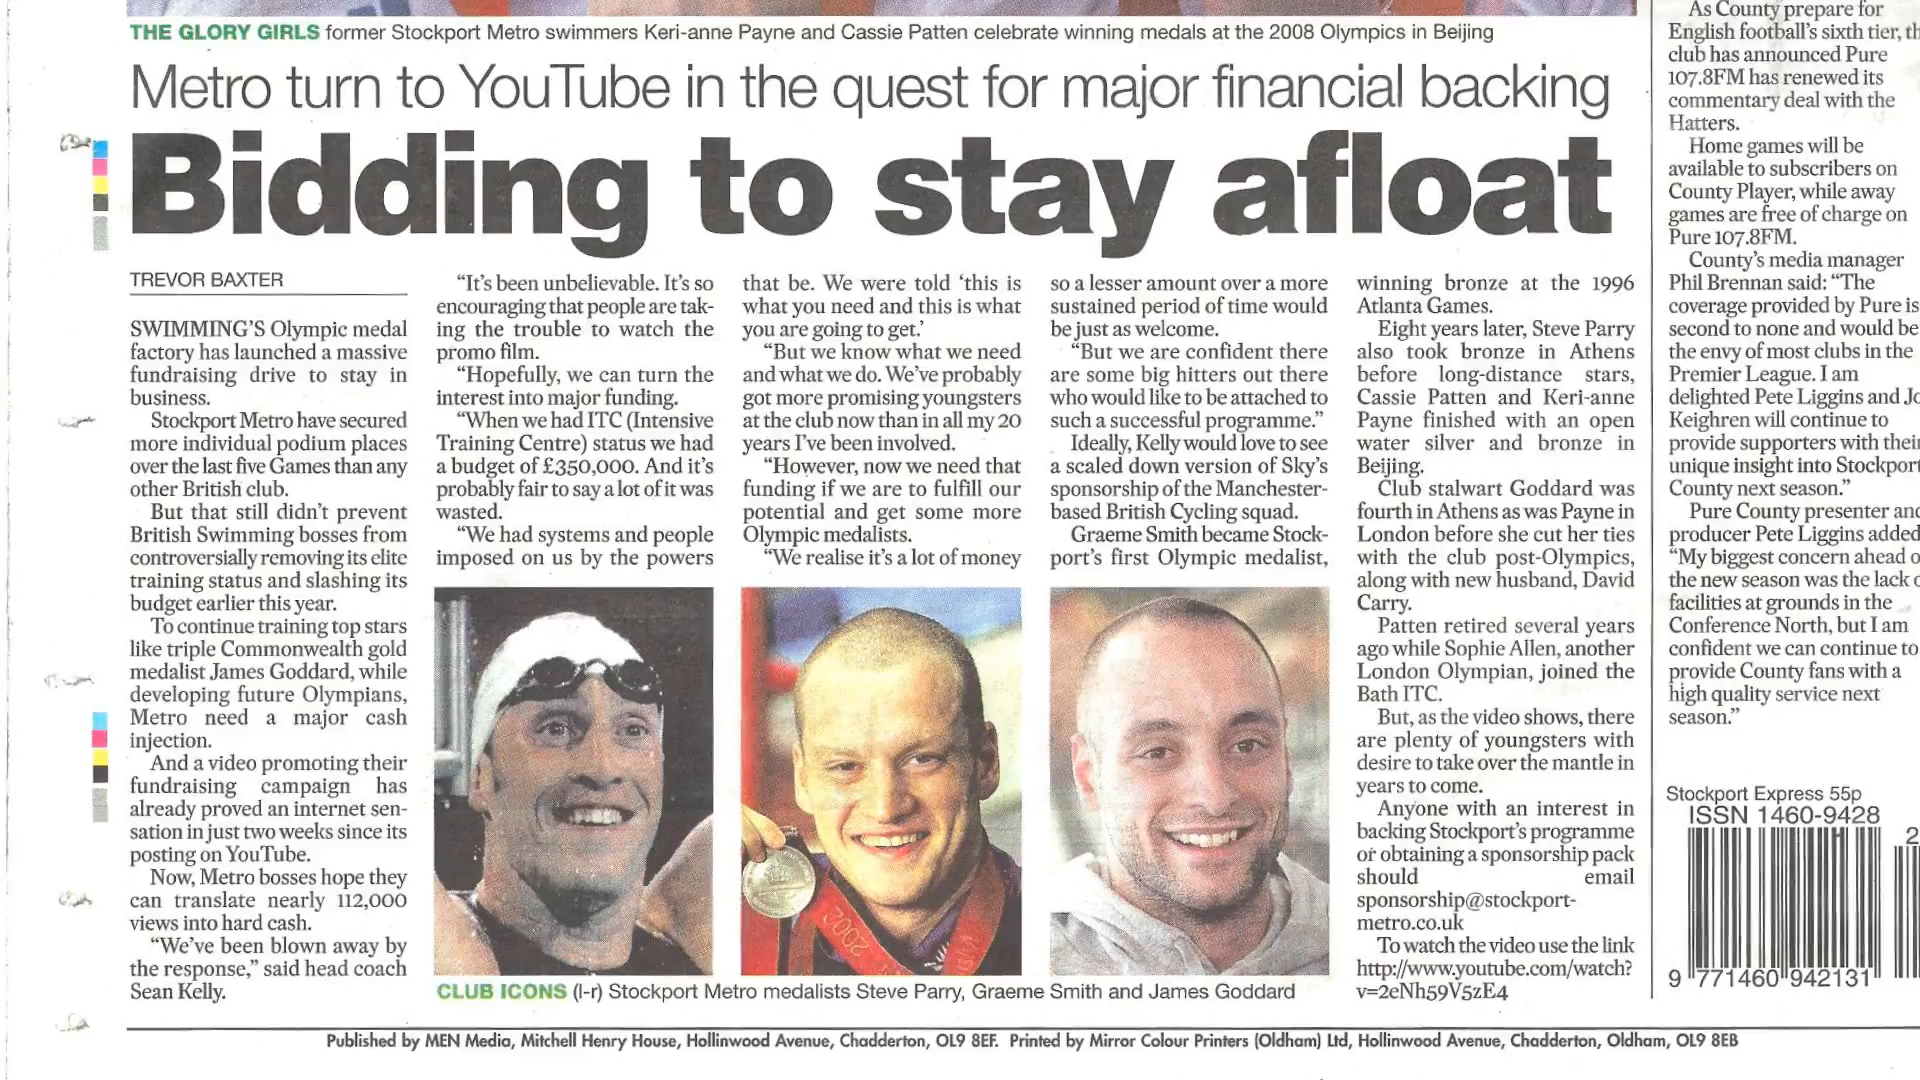 THE GLORY GIRLS former Stockport Metro swimmers Keri-anne Payne and Cassie Patten celebrate winning medals at the 2008 Olympics in Beijing
Metro turn to YouTube in the quest for major financial backing
Bidding to stay afloat
TREVOR BAXTER
SWIMMING'S Olympic medal
factory has launched a massive
fundraising drive to stay in
business.
Stockport Metro have secured
more individual podium places
over the last five Games than any
other British club.
But that still didn't prevent
British Swimming bosses from
controversially removing its elite
training status and slashing its
budget earlier this year.
To continue training top stars
like triple Commonwealth gold
medalist James Goddard, while
developing future Olympians,
Metro need a major cash
injection.
And a video promoting their
fundraising campaign has
already proved an internet sen-
sation in just two weeks since its
posting on YouTube.
Now, Metro bosses hope they
can translate nearly 112,000
views into hard cash.
"We've been blown away by
the response," said head coach
Sean Kelly.
"It's been unbelievable. It's so
encouraging that people are tak-
ing the trouble to watch the
promo film.
"Hopefully, we can turn the
interest into major funding.
"When we had ITC (Intensive
Training Centre) status we had
a budget of £350,000. And it's
probably fair to say a lot of it was
wasted.
"We had systems and people
imposed on us by the powers
that be. We were told 'this is
what you need and this is what
you are going to get.'
"But we know what we need
and what we do. We've probably
got more promising youngsters
at the club now than in all my 20
years I've been involved.
"However, now we need that
funding if we are to fulfill our
potential and get some more
Olympic medalists.
"We realise it's a lot of money
so a lesser amount over a more
sustained period of time would
be just as welcome.
"But we are confident there
are some big hitters out there
who would like to be attached to
such a successful programme."
Ideally, Kelly would love to see
a scaled down version of Sky's
sponsorship of the Manchester-
based British Cycling squad.
Graeme Smith became Stock-
port's first Olympic medalist,
winning bronze at the 1996
Atlanta Games.
Eight years later, Steve Parry
also took bronze in Athens
before long-distance stars,
Cassie Patten and Keri-anne
Payne finished with an open
water silver and bronze in
Beijing.
Club stalwart Goddard was
fourth in Athens as was Payne in
London before she cut her ties
with the club post-Olympics,
along with new husband, David
Carry.
Patten retired several years
ago while Sophie Allen, another
London Olympian, joined the
Bath ITC.
But, as the video shows, there
are plenty of youngsters with
desire to take over the mantle in
years to come.
Anyone with an interest in
backing Stockport's programme
or obtaining a sponsorship pack
should email
sponsorship@stockport-
metro.co.uk
To watch the video use the link
http://www.youtube.com/watch?
v=2eNh59V5zE4
2002
CLUB ICONS (l-r) Stockport Metro medalists Steve Parry, Graeme Smith and James Goddard
As County prepare for
English football's sixth tier, th
club has announced Pure
107.8FM has renewed its
commentary deal with the
Hatters.
Home games will be
available to subscribers on
County Player, while away
games are free of charge on
Pure 107.8FM.
County's media manager
Phil Brennan said: "The
coverage provided by Pure is
second to none and would be
the envy of most clubs in the
Premier League. I am
delighted Pete Liggins and Jo
Keighren will continue to
provide supporters with their
unique insight into Stockport
County next season."
Pure County presenter and
producer Pete Liggins added
"My biggest concern ahead o
the new season was the lack o
facilities at grounds in the
Conference North, but I am
confident we can continue to
provide County fans with a
high quality service next
season."
Stockport Express 55p
ISSN 1460-9428
2
9 771460 942131
Published by MEN Media, Mitchell Henry House, Hollinwood Avenue, Chadderton, OL9 8EF. Printed by Mirror Colour Printers (Oldham) Ltd, Hollinwood Avenue, Chadderton, Oldham, OL9 8EB